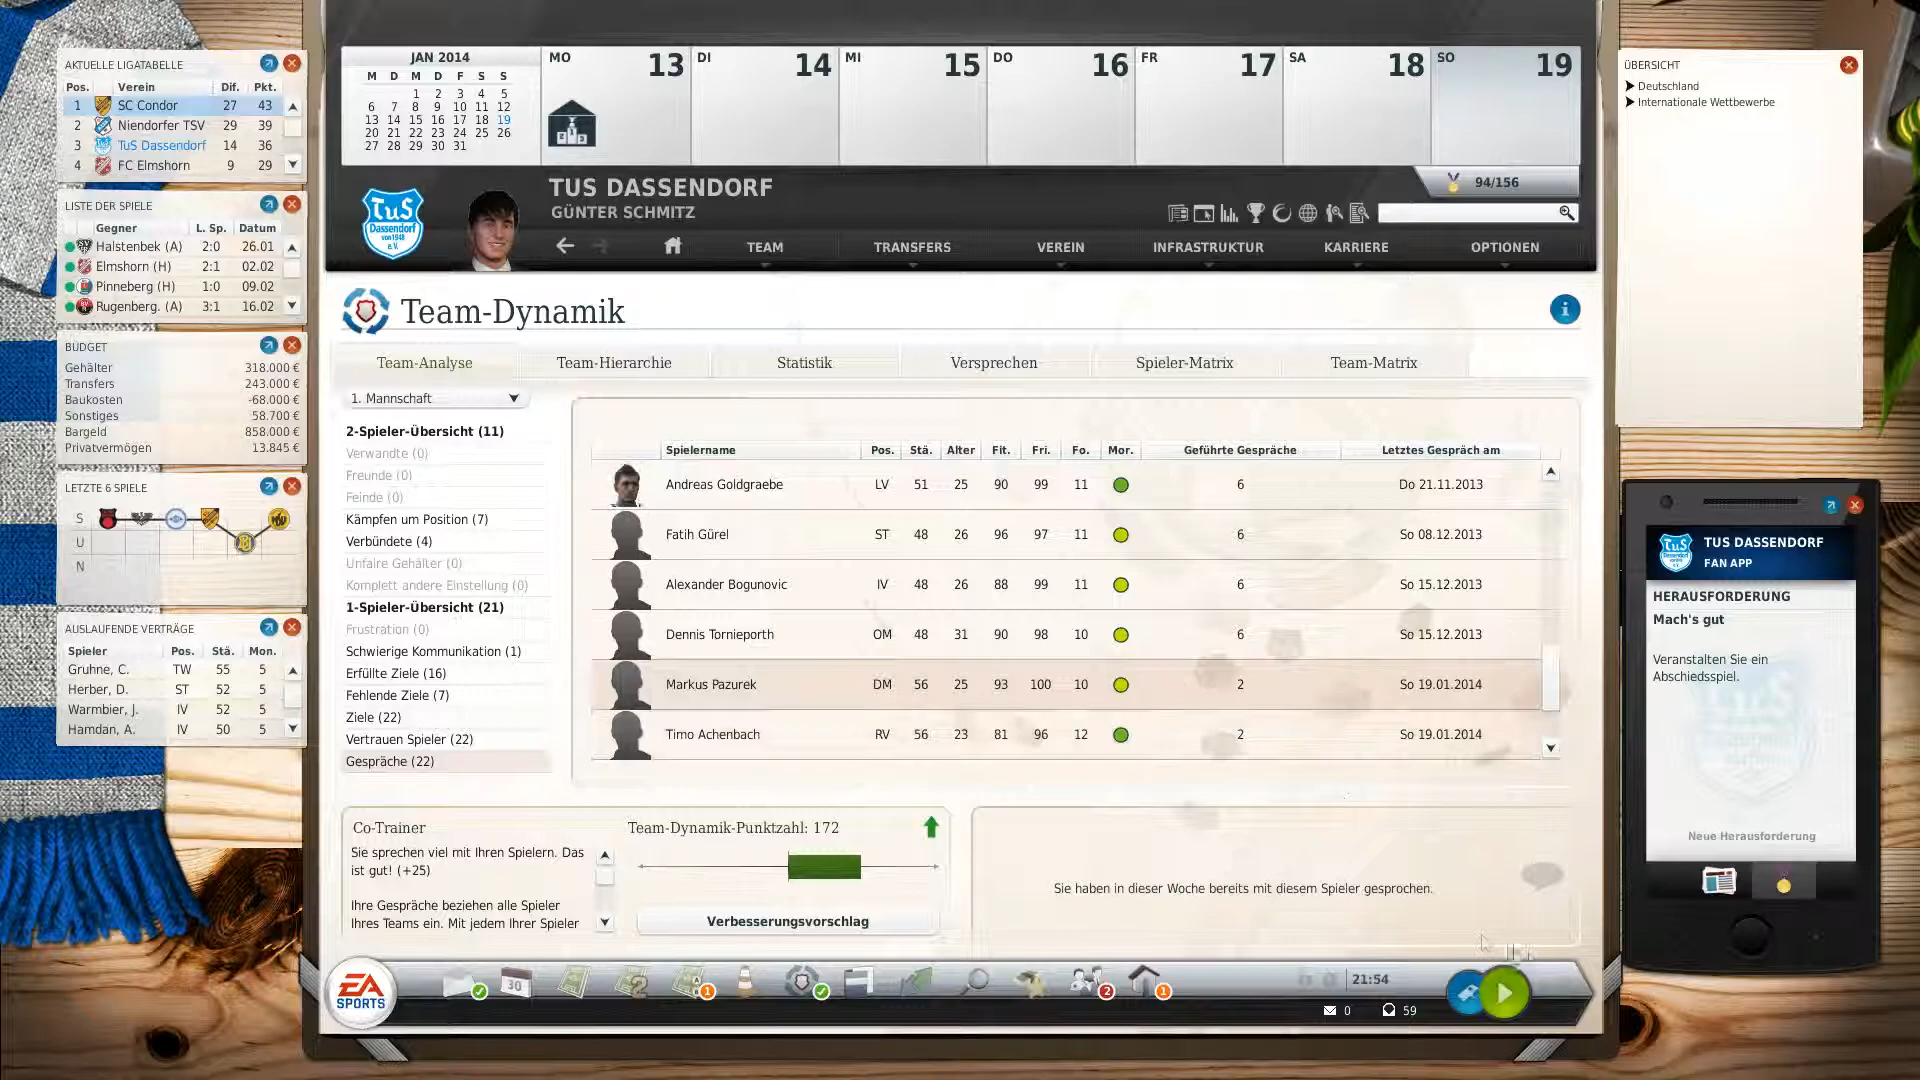 AKTUELLE LIGATABELLE
Pos. Verein Dif. Pkt.
1 SC Condor 27 43
2 Niendorfer TSV 29 39
3 TuS Dassendorf 14 36
4 FC Elmshorn 9 29
LISTE DER SPIELE
Gegner L. Sp. Datum
Halstenbek (A) 2:0 26.01
Elmshorn (H) 2:1 02.02
Pinneberg (H) 1:0 09.02
Rugenberg. (A) 3:1 16.02
BUDGET
Gehälter 318.000 €
Transfers 243.000 €
Baukosten -68.000 €
Sonstiges 58.700 €
Bargeld 858.000 €
Privatvermögen 13.845 €
LETZTE 6 SPIELE
S
U
N
AUSLAUFENDE VERTRÄGE
Spieler Pos. Stä. Mon.
Gruhne, C. TW 55 5
Herber, D. ST 52 5
Warmbier, J. IV 52 5
Hamdan, A. IV 50 5
JAN 2014
M D M D F S S
1 2 3 4 5
6 7 8 9 10 11 12
13 14 15 16 17 18 19
20 21 22 23 24 25 26
27 28 29 30 31
MO 13 DI 14 MI 15 DO 16 FR 17 SA 18 SO 19
TuS
Dassendorf
von 1948
e.V.
TUS DASSENDORF
GÜNTER SCHMITZ
94/156
TEAM TRANSFERS VEREIN INFRASTRUKTUR KARRIERE OPTIONEN
Team-Dynamik
i
Team-Analyse Team-Hierarchie Statistik Versprechen Spieler-Matrix Team-Matrix
1. Mannschaft
2-Spieler-Übersicht (11)
Verwandte (0)
Freunde (0)
Feinde (0)
Kämpfen um Position (7)
Verbündete (4)
Unfaire Gehälter (0)
Komplett andere Einstellung (0)
1-Spieler-Übersicht (21)
Frustration (0)
Schwierige Kommunikation (1)
Erfüllte Ziele (16)
Fehlende Ziele (7)
Ziele (22)
Vertrauen Spieler (22)
Gespräche (22)
Spielername Pos. Stä. Alter Fit. Fri. Fo. Mor. Geführte Gespräche Letztes Gespräch am
Andreas Goldgraebe LV 51 25 90 99 11 6 Do 21.11.2013
Fatih Gürel ST 48 26 96 97 11 6 So 08.12.2013
Alexander Bogunovic IV 48 26 88 99 11 6 So 15.12.2013
Dennis Tornieporth OM 48 31 90 98 10 6 So 15.12.2013
Markus Pazurek DM 56 25 93 100 10 2 So 19.01.2014
Timo Achenbach RV 56 23 81 96 12 2 So 19.01.2014
Co-Trainer
Sie sprechen viel mit Ihren Spielern. Das
ist gut! (+25)
Ihre Gespräche beziehen alle Spieler
Ihres Teams ein. Mit jedem Ihrer Spieler
Team-Dynamik-Punktzahl: 172
Verbesserungsvorschlag
Sie haben in dieser Woche bereits mit diesem Spieler gesprochen.
EA
SPORTS
30
2
1
2
1
21:54
0 59
ÜBERSICHT
Deutschland
Internationale Wettbewerbe
TuS
TUS DASSENDORF
FAN APP
HERAUSFORDERUNG
Mach's gut
Veranstalten Sie ein
Abschiedsspiel.
Neue Herausforderung